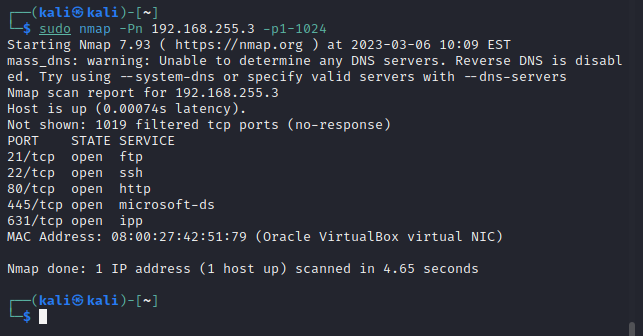 ┌──(kali㉿kali)-[~]
└─$ sudo nmap -Pn 192.168.255.3 -p1-1024
Starting Nmap 7.93 ( https://nmap.org ) at 2023-03-06 10:09 EST
mass_dns: warning: Unable to determine any DNS servers. Reverse DNS is disabl
ed. Try using --system-dns or specify valid servers with --dns-servers
Nmap scan report for 192.168.255.3
Host is up (0.00074s latency).
Not shown: 1019 filtered tcp ports (no-response)
PORT    STATE SERVICE
21/tcp  open  ftp
22/tcp  open  ssh
80/tcp  open  http
445/tcp open  microsoft-ds
631/tcp open  ipp
MAC Address: 08:00:27:42:51:79 (Oracle VirtualBox virtual NIC)

Nmap done: 1 IP address (1 host up) scanned in 4.65 seconds

┌──(kali㉿kali)-[~]
└─$